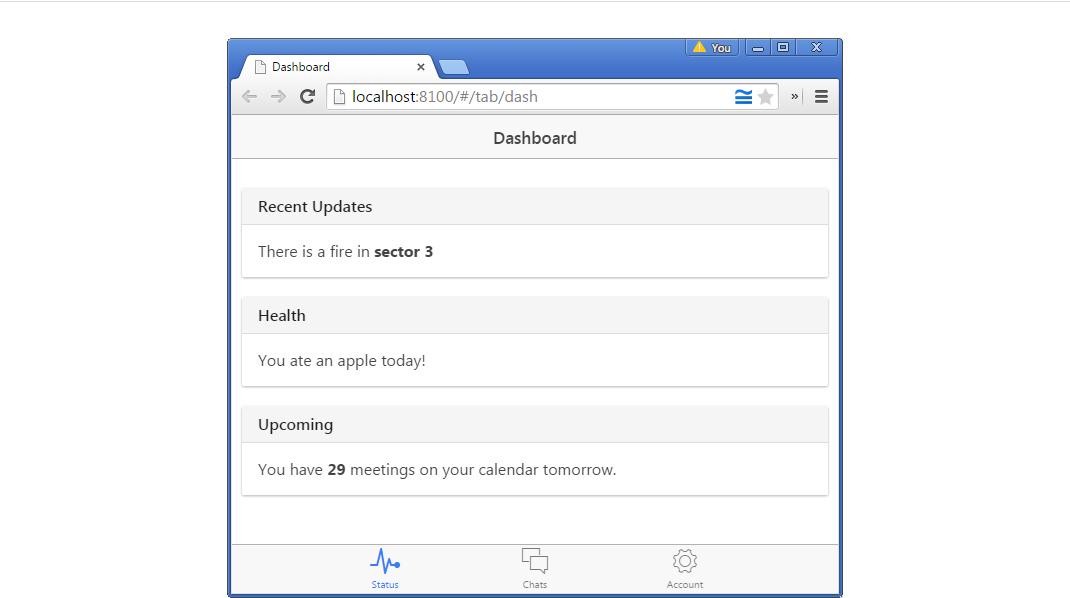 You
Dashboard
localhost:8100/#/tab/dash
Dashboard
Recent Updates
There is a fire in sector 3
Health
You ate an apple today!
Upcoming
You have 29 meetings on your calendar tomorrow.
Status Chats Account